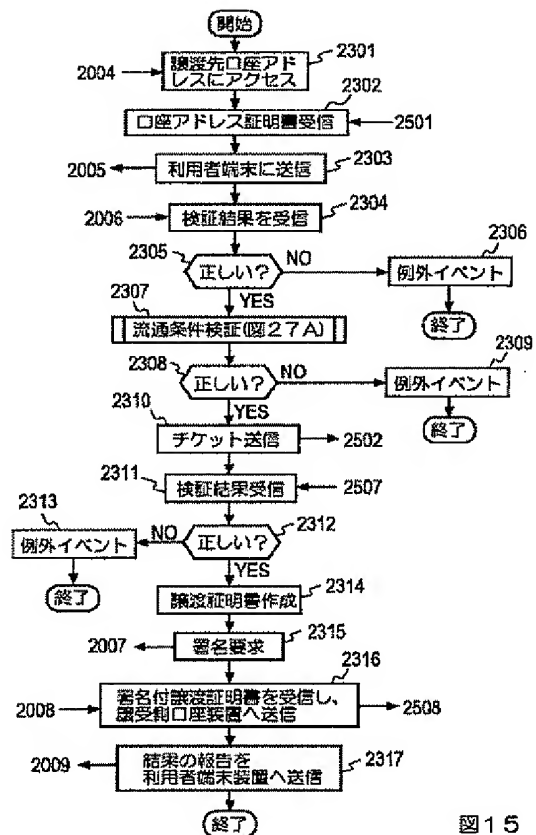 開始
2301
2004
譲渡先口座アド
レスにアクセス
2302
口座アドレス証明書受信
2501
2303
2005
利用者端末に送信
2304
2006
検証結果を受信
2305
正しい?
NO
2306
例外イベント
終了
YES
2307
流通条件検証(図27A)
2308
正しい?
NO
2309
例外イベント
終了
YES
2310
チケット送信
2502
2311
検証結果受信
2507
2312
正しい?
NO
2313
例外イベント
終了
YES
2314
譲渡証明書作成
2315
2007
署名要求
2316
2008
署名付譲渡証明書を受信し、
譲受側口座装置へ送信
2508
2317
2009
結果の報告を
利用者端末装置へ送信
終了
図15